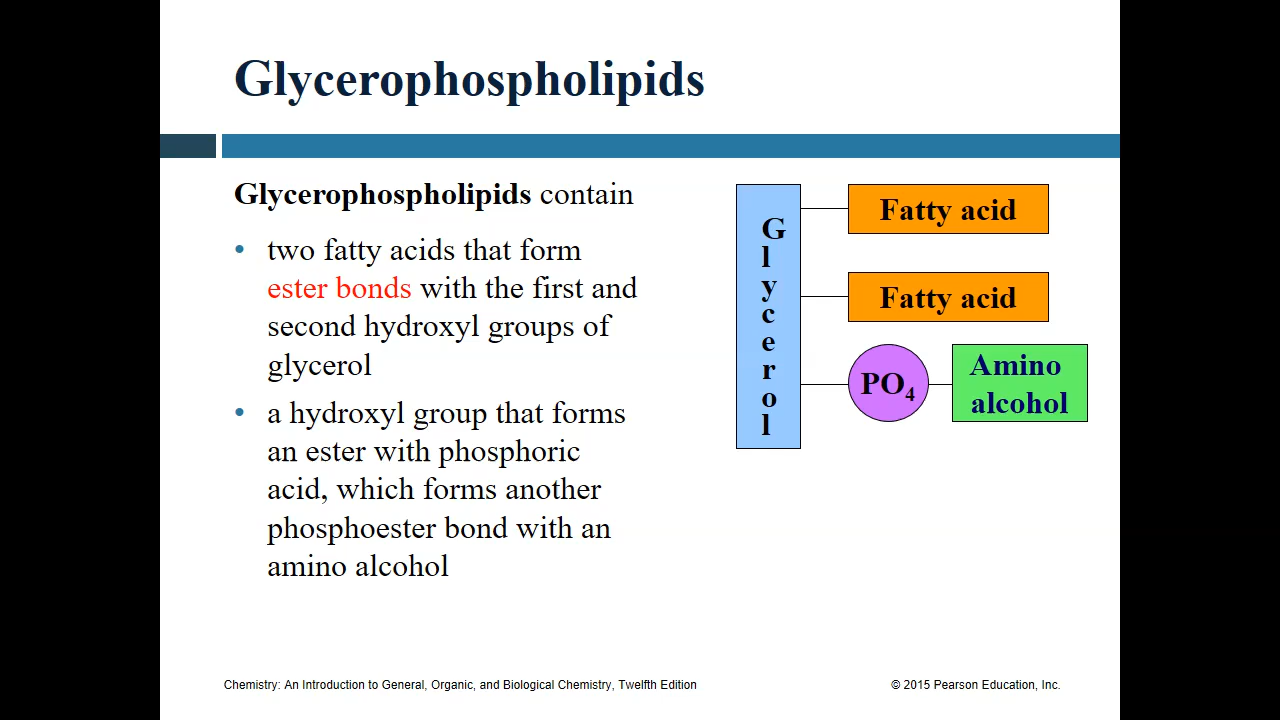 Glycerophospholipids
Glycerophospholipids contain
• two fatty acids that form
ester bonds with the first and
second hydroxyl groups of
glycerol
• a hydroxyl group that forms
an ester with phosphoric
acid, which forms another
phosphoester bond with an
amino alcohol
Glycerol
Fatty acid
Fatty acid
PO4
Amino
alcohol
Chemistry: An Introduction to General, Organic, and Biological Chemistry, Twelfth Edition
© 2015 Pearson Education, Inc.